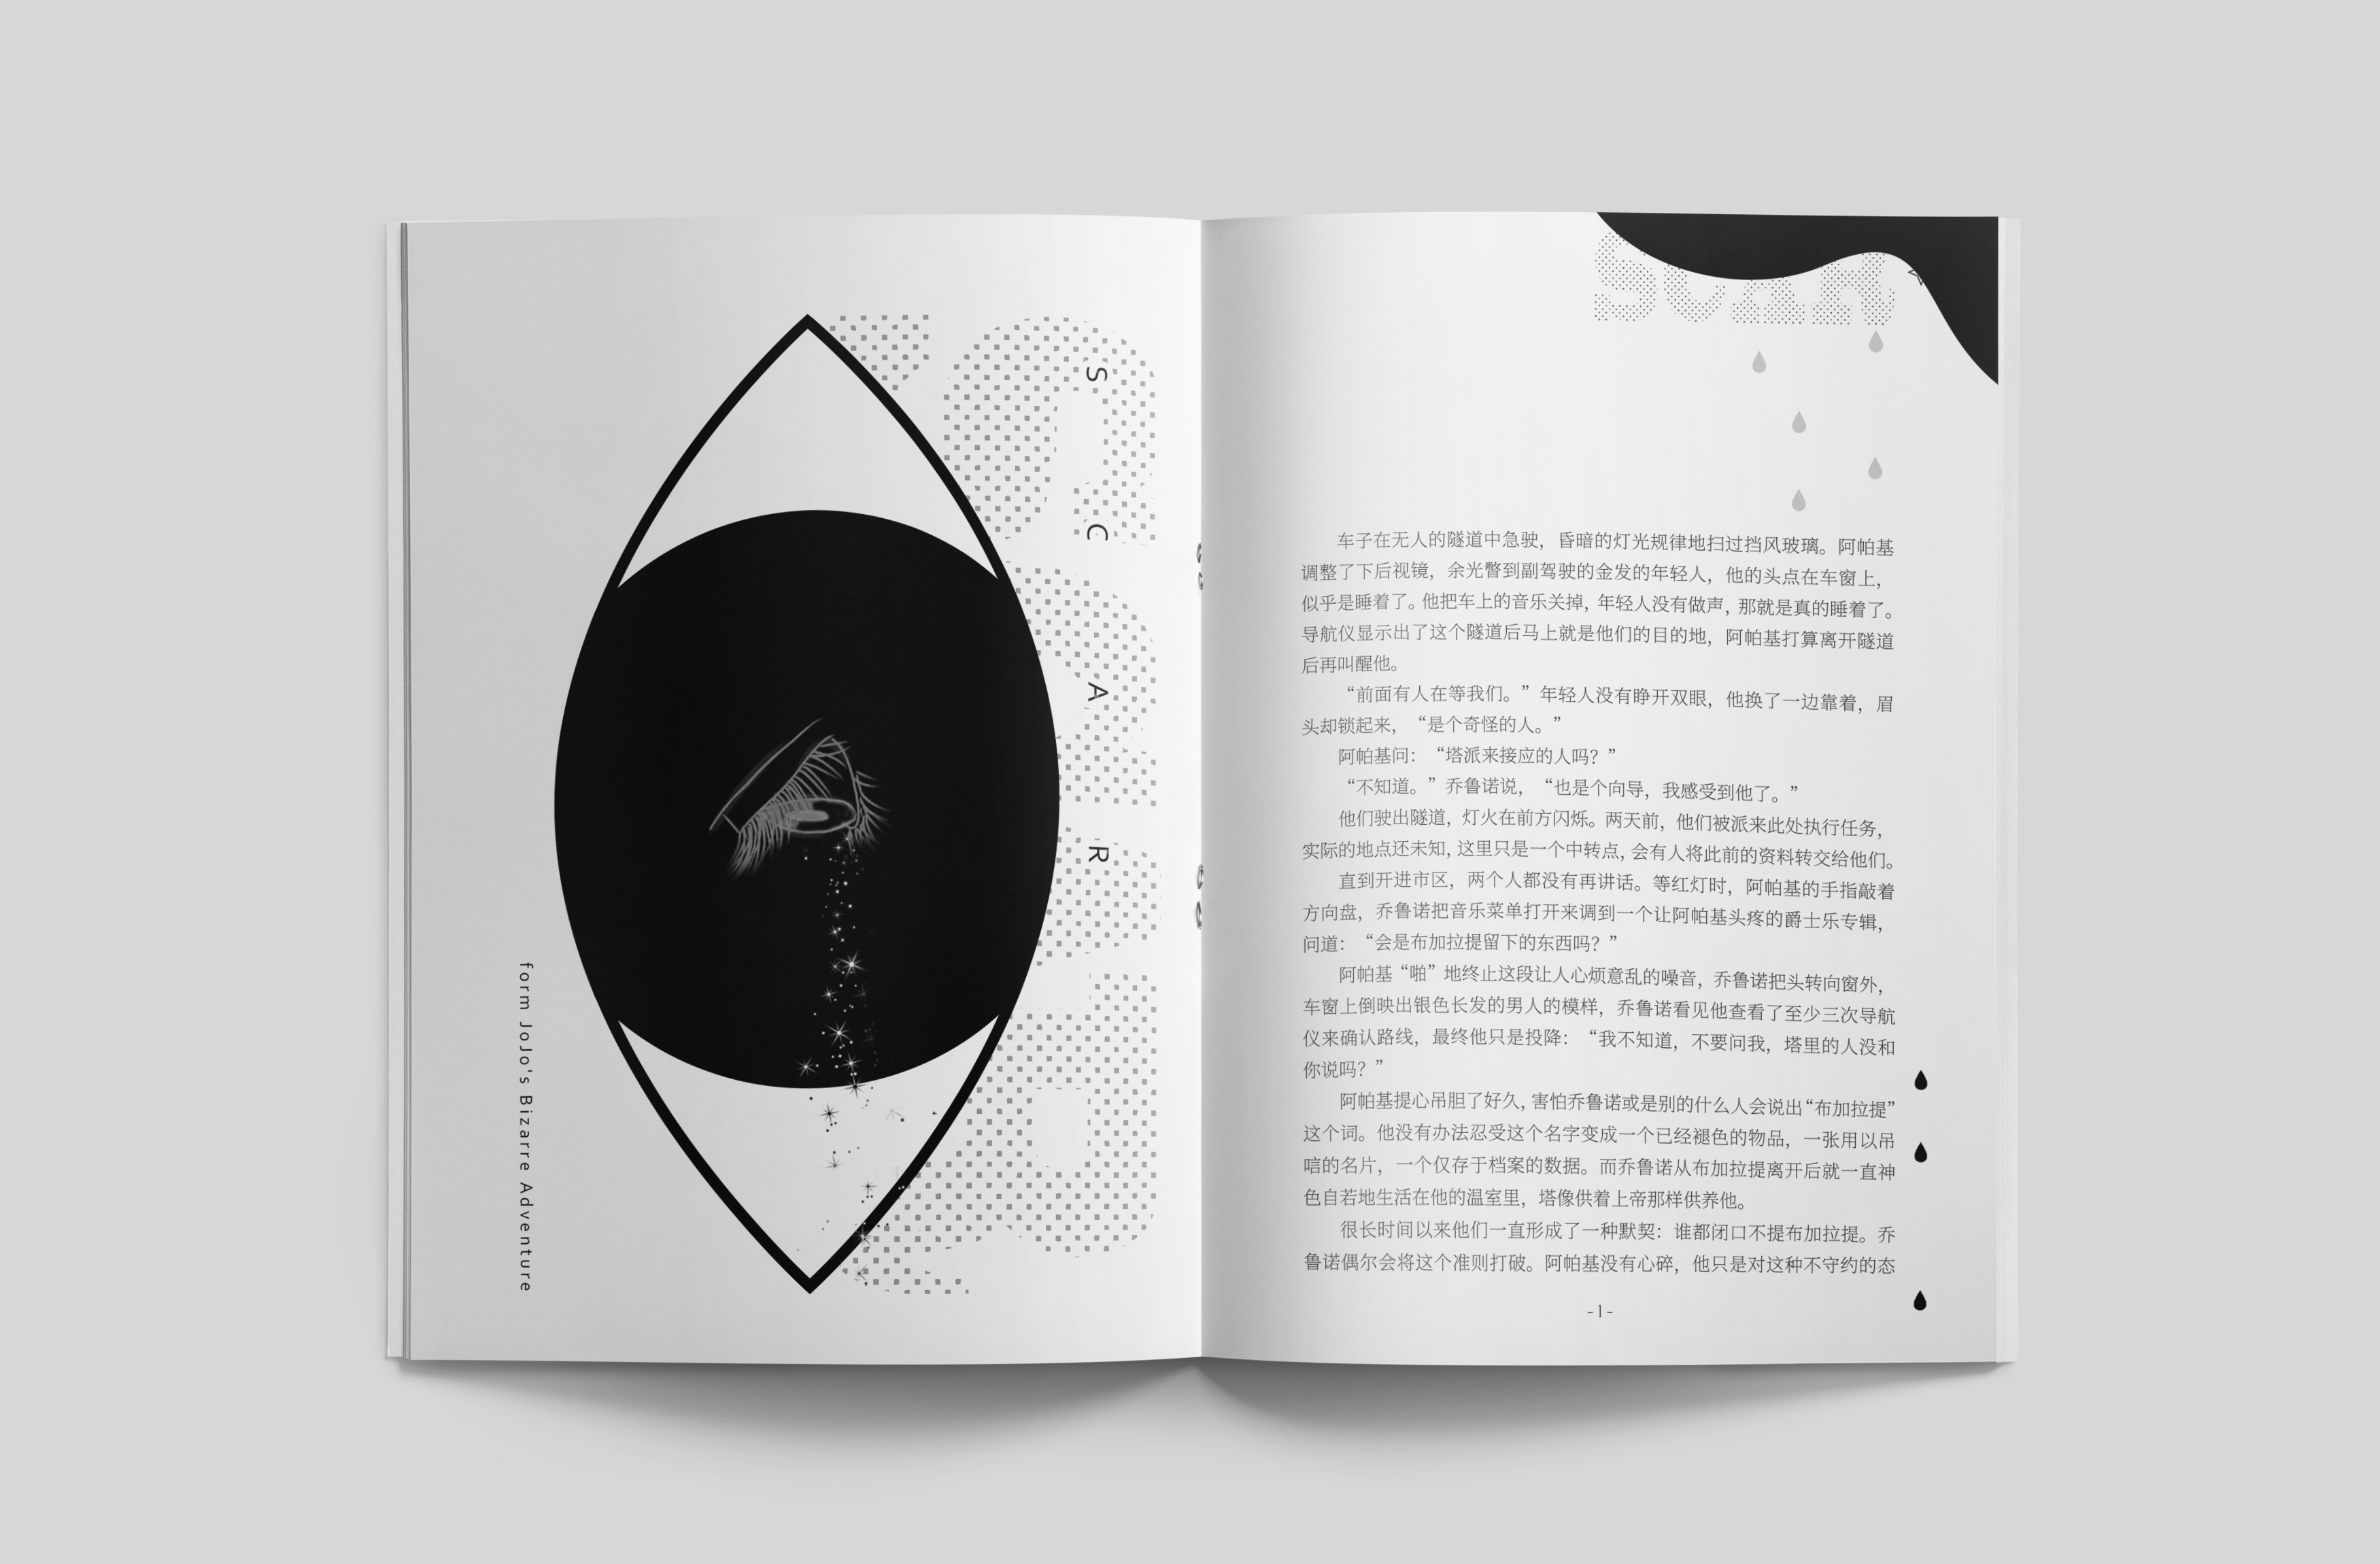 S C A R
form JoJo's Bizarre Adventure
SCAR
车子在无人的隧道中急驶，昏暗的灯光规律地扫过挡风玻璃。阿帕基
调整了下后视镜，余光瞥到副驾驶的金发的年轻人，他的头点在车窗上，
似乎是睡着了。他把车上的音乐关掉，年轻人没有做声，那就是真的睡着了。
导航仪显示出了这个隧道后马上就是他们的目的地，阿帕基打算离开隧道
后再叫醒他。
“前面有人在等我们。”年轻人没有睁开双眼，他换了一边靠着，眉
头却锁起来，“是个奇怪的人。”
阿帕基问：“塔派来接应的人吗？”
“不知道。”乔鲁诺说，“也是个向导，我感受到他了。”
他们驶出隧道，灯火在前方闪烁。两天前，他们被派来此处执行任务，
实际的地点还未知，这里只是一个中转点，会有人将此前的资料转交给他们。
直到开进市区，两个人都没有再讲话。等红灯时，阿帕基的手指敲着
方向盘，乔鲁诺把音乐菜单打开来调到一个让阿帕基头疼的爵士乐专辑，
问道：“会是布加拉提留下的东西吗？”
阿帕基“啪”地终止这段让人心烦意乱的噪音，乔鲁诺把头转向窗外，
车窗上倒映出银色长发的男人的模样，乔鲁诺看见他查看了至少三次导航
仪来确认路线，最终他只是投降：“我不知道，不要问我，塔里的人没和
你说吗？”
阿帕基提心吊胆了好久，害怕乔鲁诺或是别的什么人会说出“布加拉提”
这个词。他没有办法忍受这个名字变成一个已经褪色的物品，一张用以吊
唁的名片，一个仅存于档案的数据。而乔鲁诺从布加拉提离开后就一直神
色自若地生活在他的温室里，塔像供着上帝那样供养他。
很长时间以来他们一直形成了一种默契：谁都闭口不提布加拉提。乔
鲁诺偶尔会将这个准则打破。阿帕基没有心碎，他只是对这种不守约的态
-1-